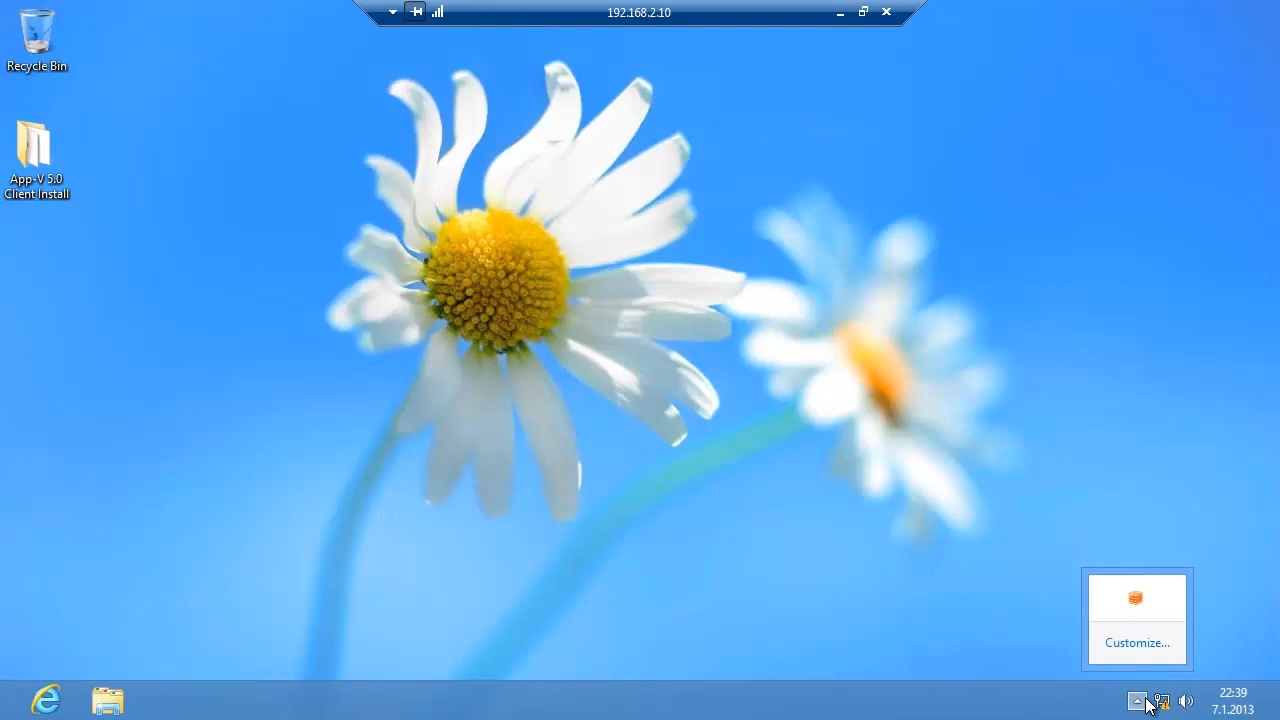 192.168.2.10
Recycle Bin
App-V 5.0
Client Install
Customize...
22:39
7.1.2013